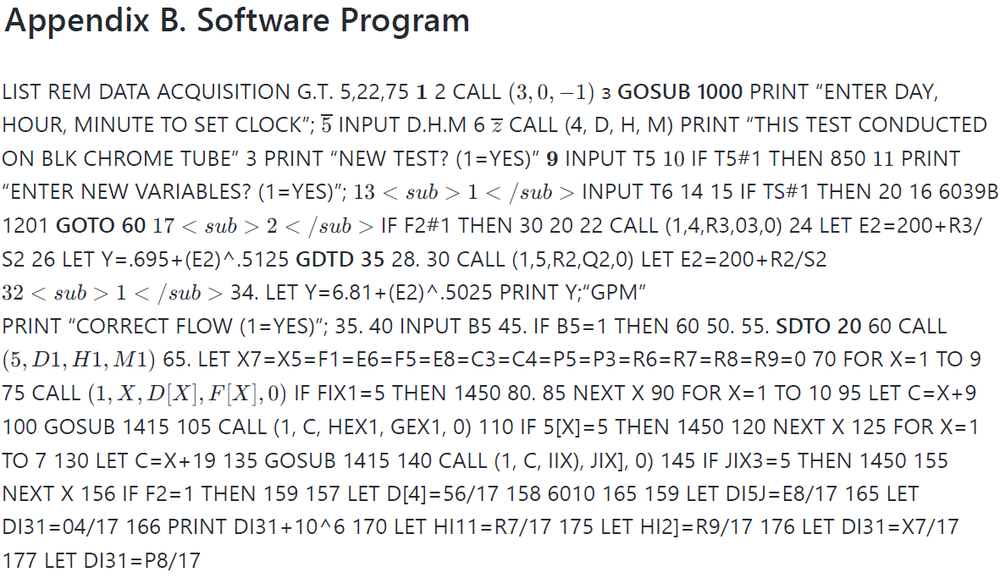 Appendix B. Software Program
LIST REM DATA ACQUISITION G.T. 5,22,75 1 2 CALL (3, 0, −1) 3 GOSUB 1000 PRINT “ENTER DAY,
HOUR, MINUTE TO SET CLOCK”; 5̅ INPUT D.H.M 6 z̅ CALL (4, D, H, M) PRINT “THIS TEST CONDUCTED
ON BLK CHROME TUBE” 3 PRINT “NEW TEST? (1=YES)” 9 INPUT T5 10 IF T5#1 THEN 850 11 PRINT
“ENTER NEW VARIABLES? (1=YES)”; 13 < sub > 1 < /sub > INPUT T6 14 15 IF TS#1 THEN 20 16 6039B
1201 GOTO 60 17 < sub > 2 < /sub > IF F2#1 THEN 30 20 22 CALL (1,4,R3,03,0) 24 LET E2=200+R3/
S2 26 LET Y=.695+(E2)^.5125 GDTD 35 28. 30 CALL (1,5,R2,Q2,0) LET E2=200+R2/S2
32 < sub > 1 < /sub > 34. LET Y=6.81+(E2)^.5025 PRINT Y;“GPM”
PRINT “CORRECT FLOW (1=YES)”; 35. 40 INPUT B5 45. IF B5=1 THEN 60 50. 55. SDTO 20 60 CALL
(5, D1, H1, M1) 65. LET X7=X5=F1=E6=F5=E8=C3=C4=P5=P3=R6=R7=R8=R9=0 70 FOR X=1 TO 9
75 CALL (1, X, D[X], F[X], 0) IF FIX1=5 THEN 1450 80. 85 NEXT X 90 FOR X=1 TO 10 95 LET C=X+9
100 GOSUB 1415 105 CALL (1, C, HEX1, GEX1, 0) 110 IF 5[X]=5 THEN 1450 120 NEXT X 125 FOR X=1
TO 7 130 LET C=X+19 135 GOSUB 1415 140 CALL (1, C, IIX), JIX], 0) 145 IF JIX3=5 THEN 1450 155
NEXT X 156 IF F2=1 THEN 159 157 LET D[4]=56/17 158 6010 165 159 LET DI5J=E8/17 165 LET
DI31=04/17 166 PRINT DI31+10^6 170 LET HI11=R7/17 175 LET HI2]=R9/17 176 LET DI31=X7/17
177 LET DI31=P8/17